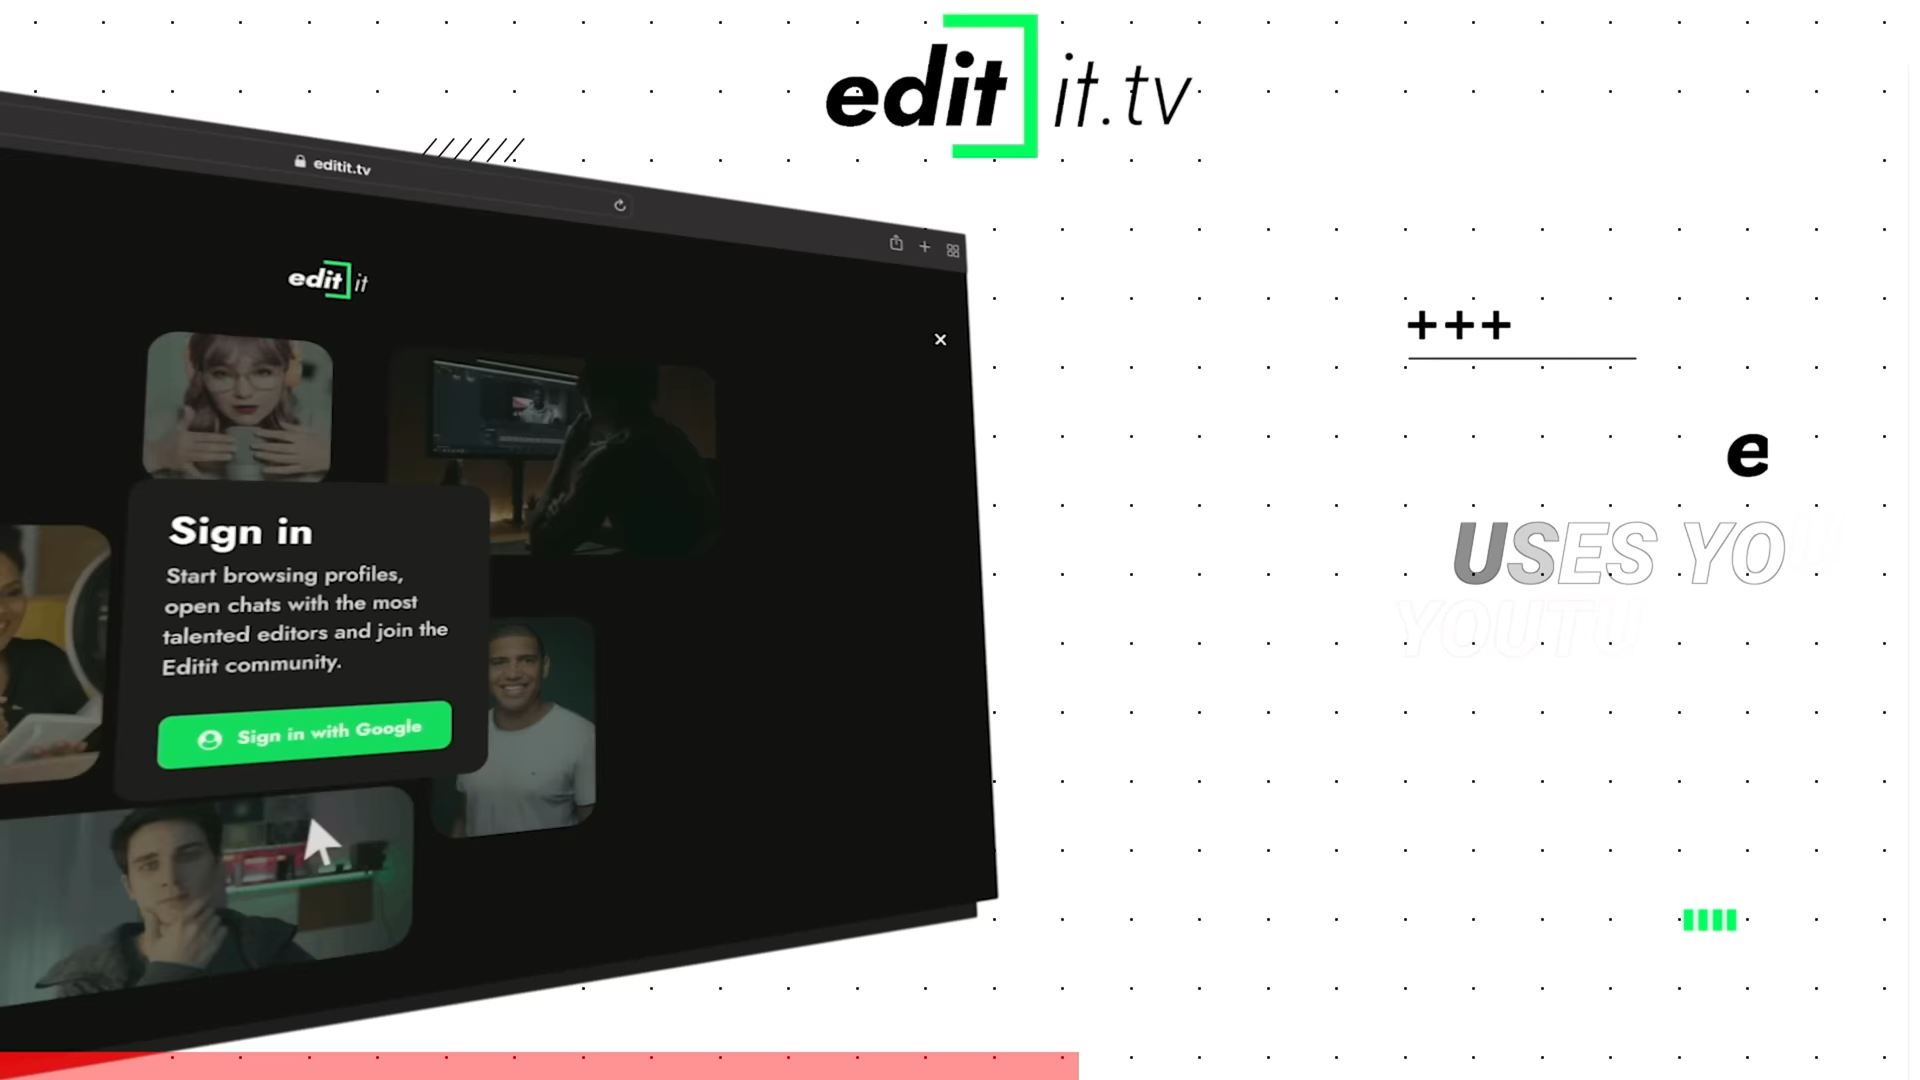 edit it.tv
editit.tv
edit it
+++
e
USES YO
YOUTU
Sign in
Start browsing profiles,
open chats with the most
talented editors and join the
Editit community.
Sign in with Google